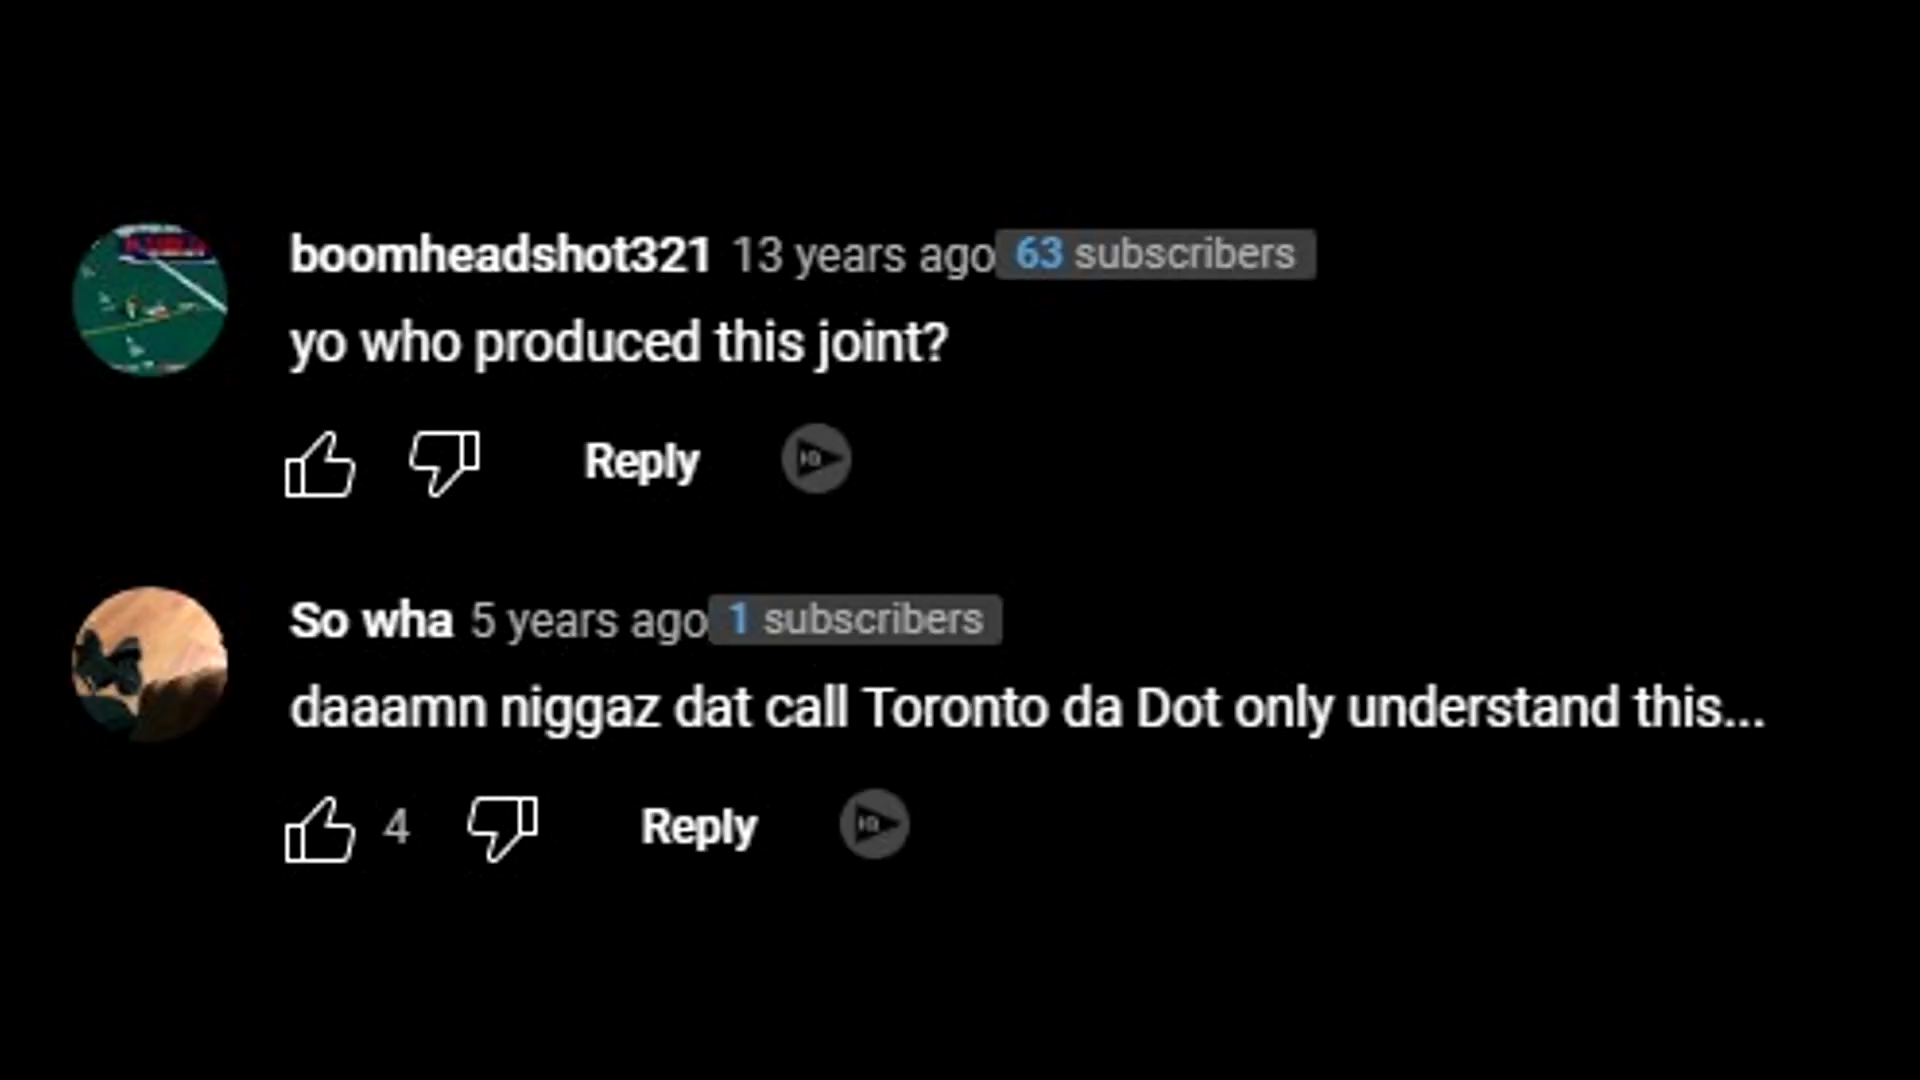 boomheadshot321 13 years ago 63 subscribers
yo who produced this joint?
Reply
So wha 5 years ago 1 subscribers
daaamn niggaz dat call Toronto da Dot only understand this...
4 Reply